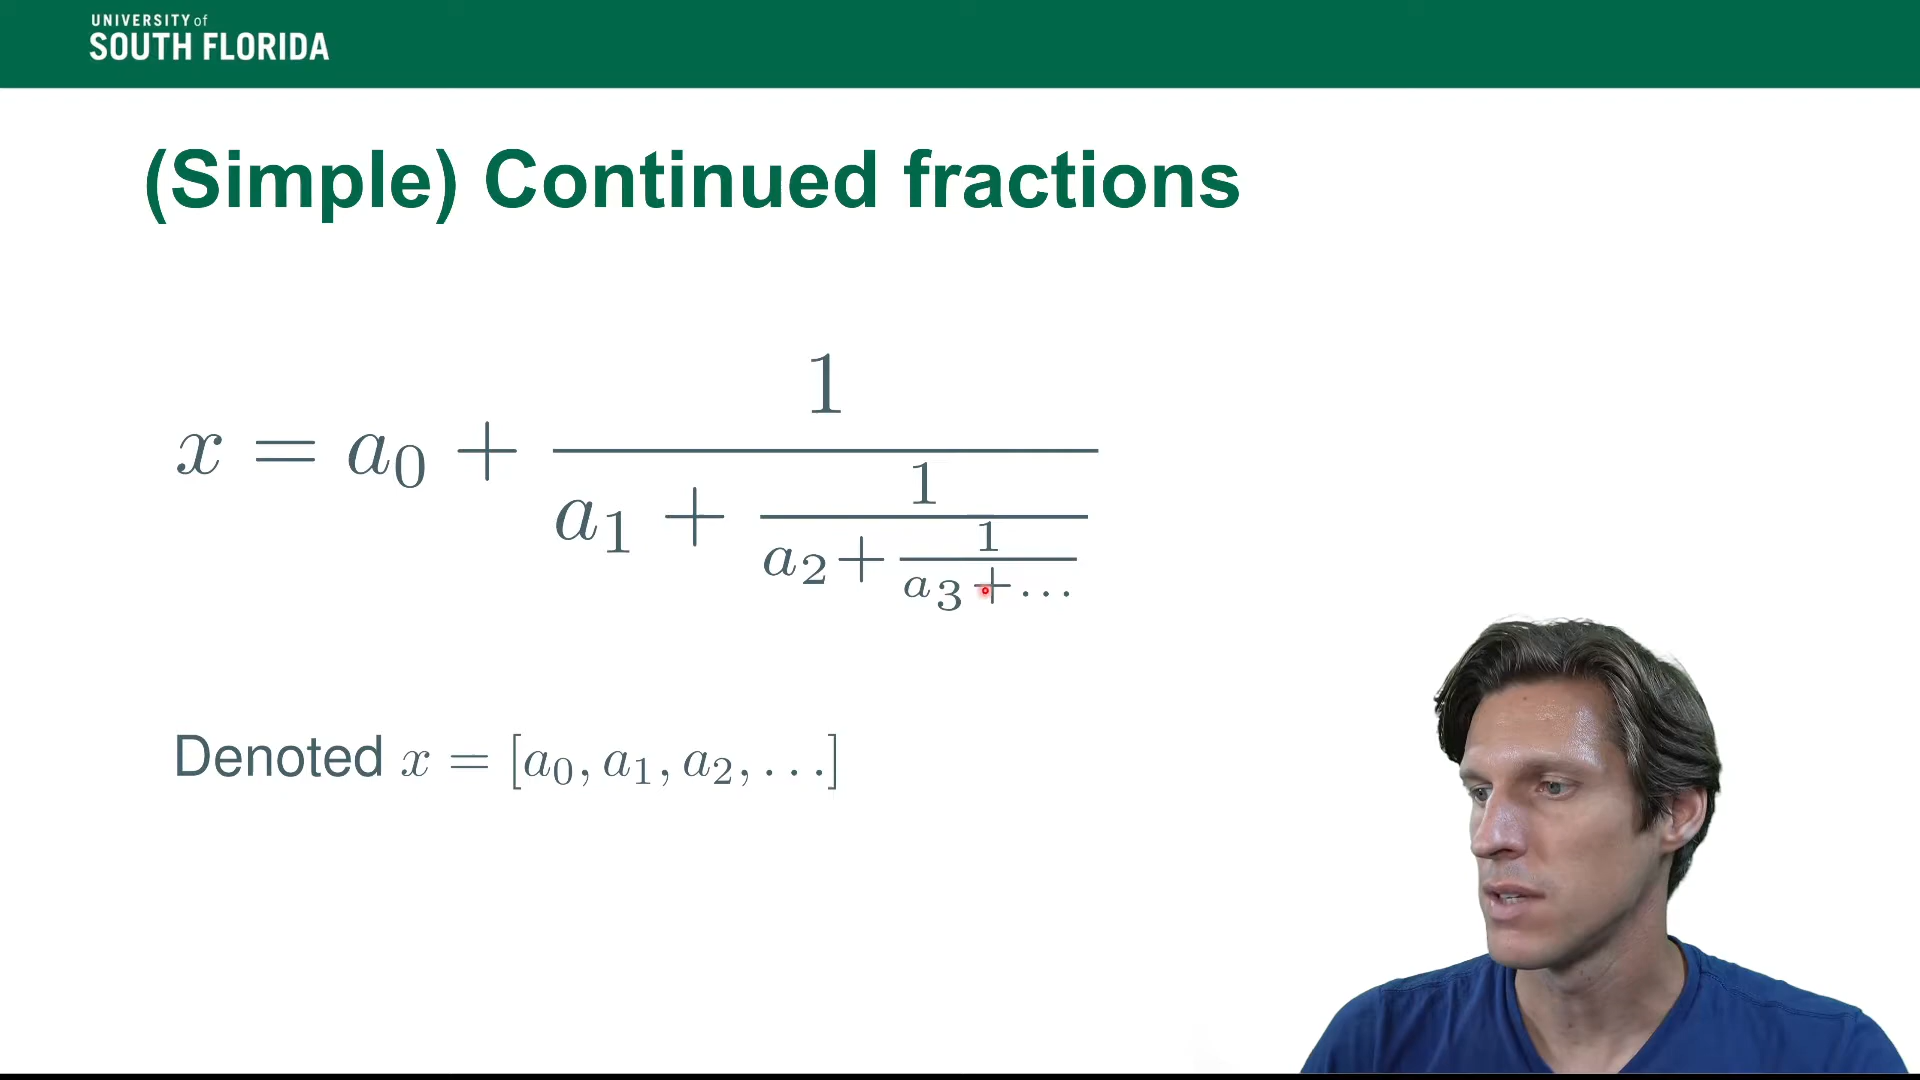 UNIVERSITY of
SOUTH FLORIDA
(Simple) Continued fractions
x = a₀ + 1/(a₁ + 1/(a₂ + 1/(a₃ + ...)))
Denoted x = [a₀, a₁, a₂, ...]